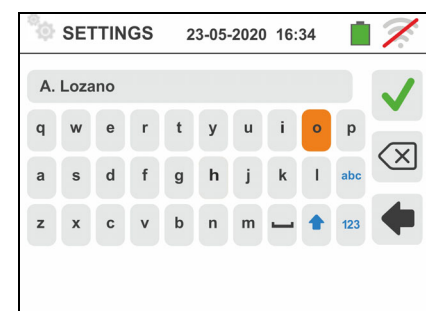 SETTINGS 23-05-2020 16:34
A. Lozano
q w e r t y u i o p
a s d f g h j k l abc
z x c v b n m 123